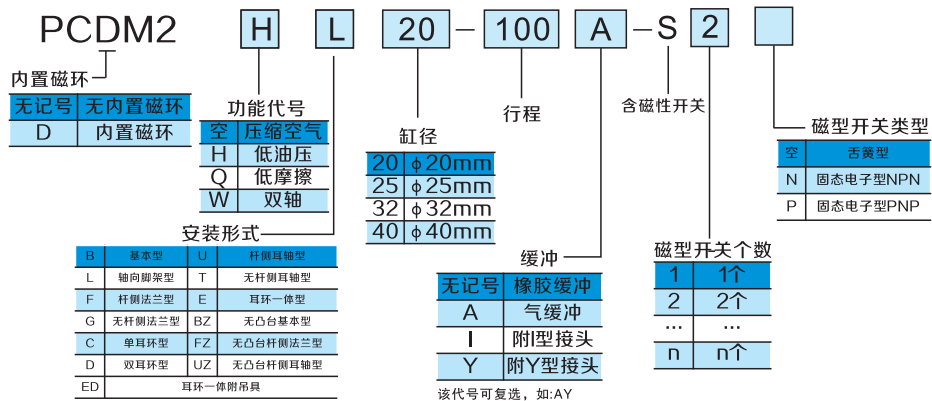 PCDM2 H L 20 - 100 A - S 2
内置磁环
无记号 无内置磁环
D 内置磁环
功能代号
空 压缩空气
H 低油压
Q 低摩擦
W 双轴
安装形式
B 基本型 U 杆侧耳轴型
L 轴向脚架型 T 无杆侧耳轴型
F 杆侧法兰型 E 耳环一体型
G 无杆侧法兰型 BZ 无凸台基本型
C 单耳环型 FZ 无凸台杆侧法兰型
D 双耳环型 UZ 无凸台杆侧耳轴型
ED 耳环一体附吊具
缸径
20 φ20mm
25 φ25mm
32 φ32mm
40 φ40mm
行程
缓冲
无记号 橡胶缓冲
A 气缓冲
I 附I型接头
Y 附Y型接头
该代号可复选，如:AY
含磁性开关
磁型开关个数
1 1个
2 2个
... ...
n n个
磁型开关类型
空 舌簧型
N 固态电子型NPN
P 固态电子型PNP